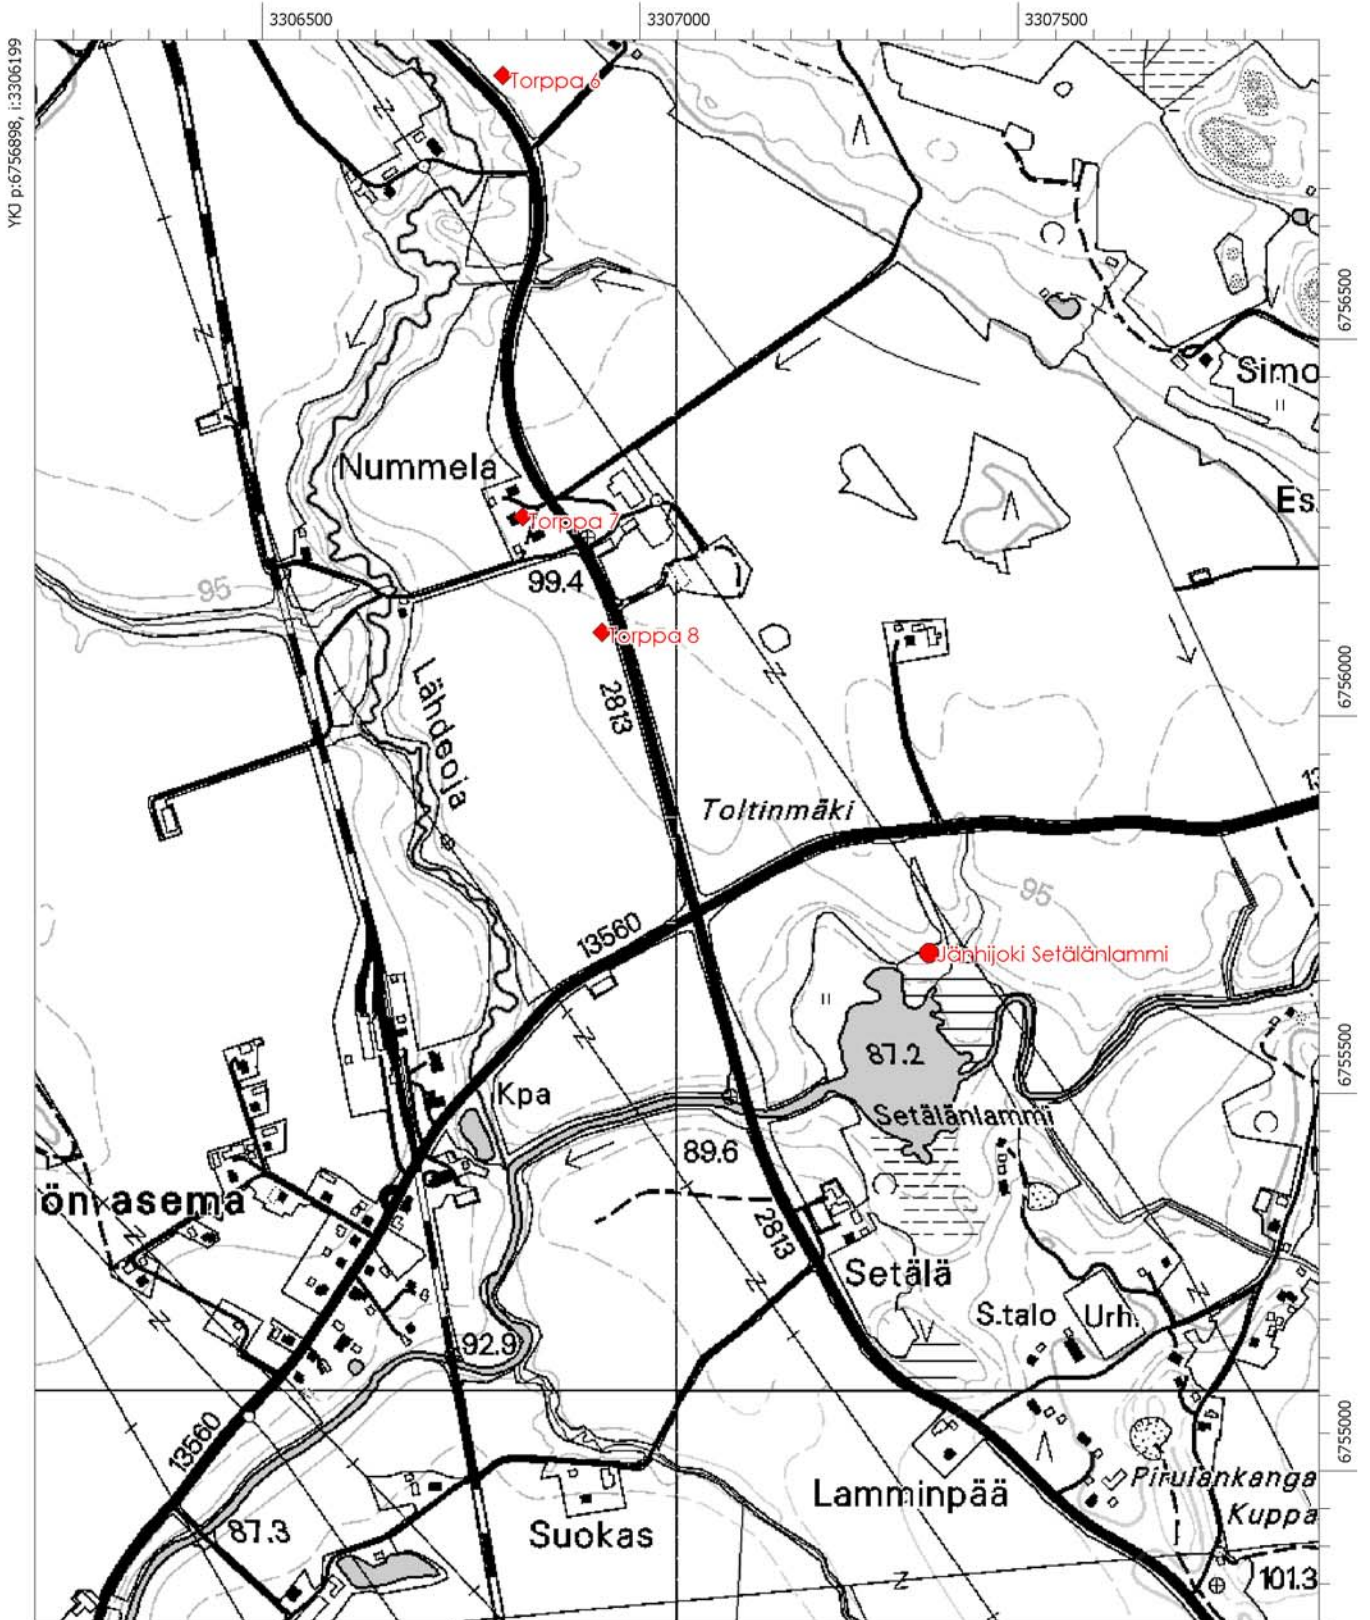 3306500
3307000
3307500
YKJ p:6756898, i:3306199
Torppa 6
6756500
Simo
Nummela
Es
Torppa 7
99.4
95
Torppa 8
6756000
2813
Lähdeoja
13
Toltinmäki
95
13560
Jänhijoki Setälänlammi
87.2
6755500
Kpa
Setälänlammi
89.6
ön asema
2813
Setälä
S.talo
Urh.
92.9
13560
6755000
Lamminpää
Pirulankanga
Kuppa
87.3
Suokas
101.3